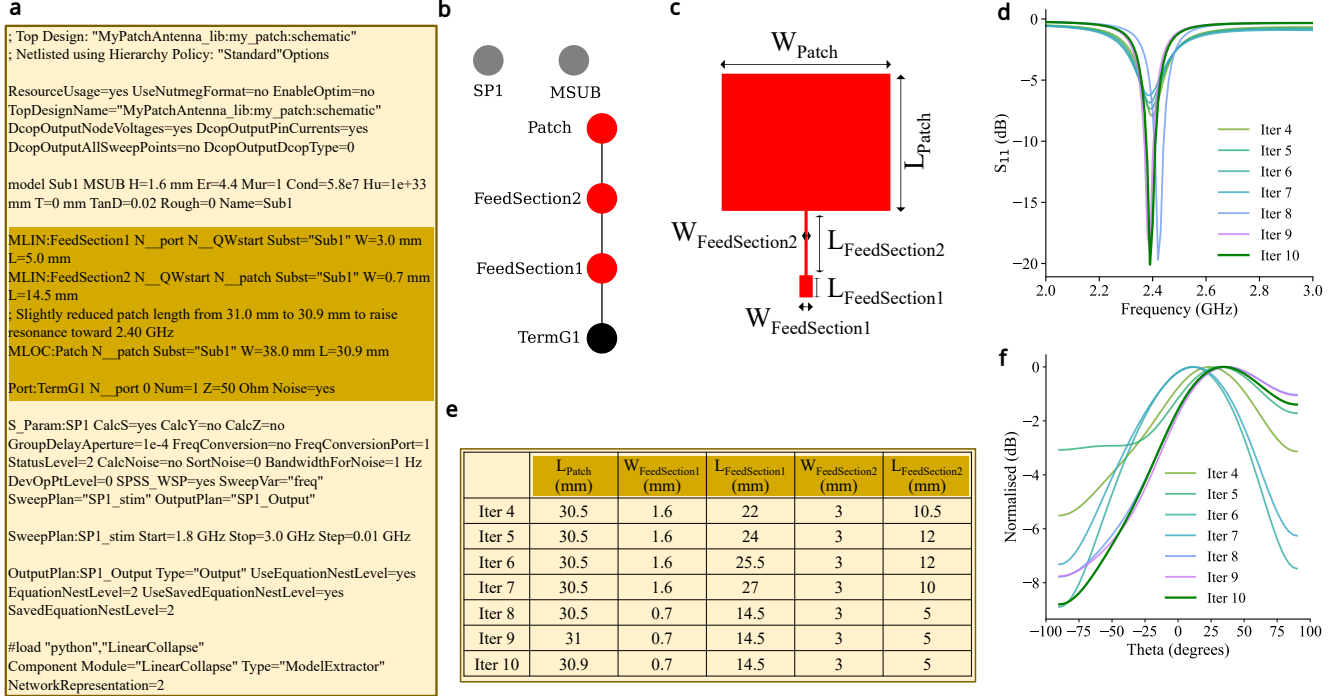 a
; Top Design: "MyPatchAntenna_lib:my_patch:schematic"
; Netlisted using Hierarchy Policy: "Standard"Options
ResourceUsage=yes UseNutmegFormat=no EnableOptim=no
TopDesignName="MyPatchAntenna_lib:my_patch:schematic"
DcopOutputNodeVoltages=yes DcopOutputPinCurrents=yes
DcopOutputAllSweepPoints=no DcopOutputDcopType=0
model Sub1 MSUB H=1.6 mm Er=4.4 Mur=1 Cond=5.8e7 Hu=1e+33
mm T=0 mm TanD=0.02 Rough=0 Name=Sub1
MLIN:FeedSection1 N__port N__QWstart Subst="Sub1" W=3.0 mm
L=5.0 mm
MLIN:FeedSection2 N__QWstart N__patch Subst="Sub1" W=0.7 mm
L=14.5 mm
; Slightly reduced patch length from 31.0 mm to 30.9 mm to raise
resonance toward 2.40 GHz
MLOC:Patch N__patch Subst="Sub1" W=38.0 mm L=30.9 mm
Port:TermG1 N__port 0 Num=1 Z=50 Ohm Noise=yes
S_Param:SP1 CalcS=yes CalcY=no CalcZ=no
GroupDelayAperture=1e-4 FreqConversion=no FreqConversionPort=1
StatusLevel=2 CalcNoise=no SortNoise=0 BandwidthForNoise=1 Hz
DevOpPtLevel=0 SPSS_WSP=yes SweepVar="freq"
SweepPlan="SP1_stim" OutputPlan="SP1_Output"
SweepPlan:SP1_stim Start=1.8 GHz Stop=3.0 GHz Step=0.01 GHz
OutputPlan:SP1_Output Type="Output" UseEquationNestLevel=yes
EquationNestLevel=2 UseSavedEquationNestLevel=yes
SavedEquationNestLevel=2
#load "python","LinearCollapse"
Component Module="LinearCollapse" Type="ModelExtractor"
NetworkRepresentation=2
b
SP1 MSUB
Patch
FeedSection2
FeedSection1
TermG1
c
W_Patch
L_Patch
W_FeedSection2
L_FeedSection2
L_FeedSection1
W_FeedSection1
d
S₁₁ (dB)
0
−5
−10
−15
−20
2.0 2.2 2.4 2.6 2.8 3.0
Frequency (GHz)
Iter 4
Iter 5
Iter 6
Iter 7
Iter 8
Iter 9
Iter 10
e
L_Patch (mm) W_FeedSection1 (mm) L_FeedSection1 (mm) W_FeedSection2 (mm) L_FeedSection2 (mm)
Iter 4 30.5 1.6 22 3 10.5
Iter 5 30.5 1.6 24 3 12
Iter 6 30.5 1.6 25.5 3 12
Iter 7 30.5 1.6 27 3 10
Iter 8 30.5 0.7 14.5 3 5
Iter 9 31 0.7 14.5 3 5
Iter 10 30.9 0.7 14.5 3 5
f
Normalised (dB)
0
−2
−4
−6
−8
−100 −75 −50 −25 0 25 50 75 100
Theta (degrees)
Iter 4
Iter 5
Iter 6
Iter 7
Iter 8
Iter 9
Iter 10